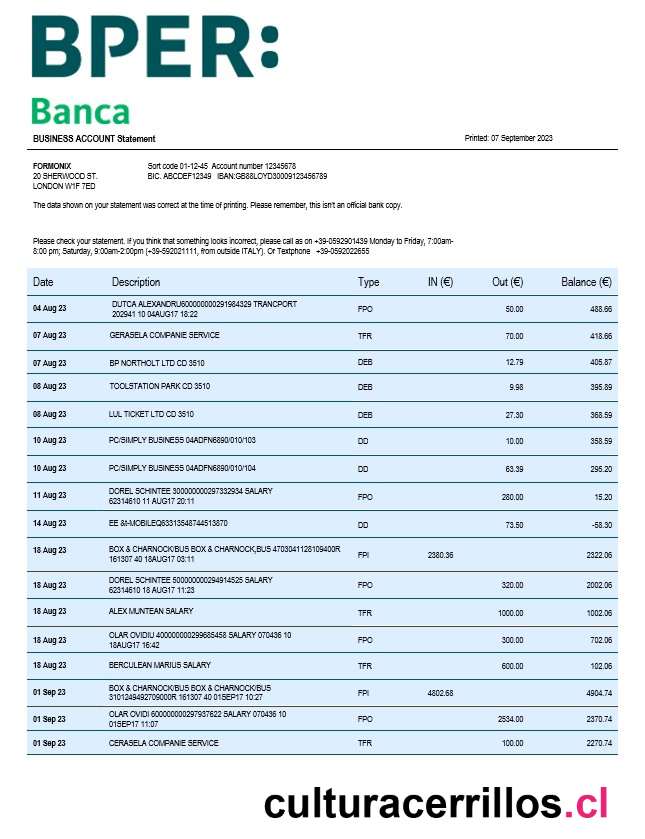 BPER:
Banca
BUSINESS ACCOUNT Statement Printed: 07 September 2023
FORMONIX Sort code 01-12-45 Account number 12345678
20 SHERWOOD ST. BIC. ABCDEF12349 IBAN:GB88LOYD30009123456789
LONDON W1F 7ED
The data shown on your statement was correct at the time of printing. Please remember, this isn't an official bank copy.
Please check your statement. If you think that something looks incorrect, please call as on +39-0592901439 Monday to Friday, 7:00am-
8:00 pm; Saturday, 9:00am-2:00pm (+39-592021111, from outside ITALY). Or Textphone +39-0592022655
Date Description Type IN (€) Out (€) Balance (€)
04 Aug 23 DUTCA ALEXANDRU600000000291984329 TRANCPORT
202941 10 04AUG17 18:22 FPO 50.00 488.66
07 Aug 23 GERASELA COMPANIE SERVICE TFR 70.00 418.66
07 Aug 23 BP NORTHOLT LTD CD 3510 DEB 12.79 405.87
08 Aug 23 TOOLSTATION PARK CD 3510 DEB 9.98 395.89
08 Aug 23 LUL TICKET LTD CD 3510 DEB 27.30 368.59
10 Aug 23 PC/SIMPLY BUSINESS 04ADFN6890/010/103 DD 10.00 358.59
10 Aug 23 PC/SIMPLY BUSINESS 04ADFN6890/010/104 DD 63.39 295.20
11 Aug 23 DOREL SCHINTEE 300000000297332934 SALARY
62314610 11 AUG17 20:11 FPO 280.00 15.20
14 Aug 23 EE &t-MOBILEQ63313548744513870 DD 73.50 -58.30
18 Aug 23 BOX & CHARNOCK/BUS BOX & CHARNOCK,BUS 4703041128109400R
161307 40 18AUG17 03:11 FPI 2380.36 2322.06
18 Aug 23 DOREL SCHINTEE 500000000294914525 SALARY
62314610 18 AUG17 11:23 FPO 320.00 2002.06
18 Aug 23 ALEX MUNTEAN SALARY TFR 1000.00 1002.06
18 Aug 23 OLAR OVIDIU 400000000299685458 SALARY 070436 10
18AUG17 16:42 FPO 300.00 702.06
18 Aug 23 BERCULEAN MARIUS SALARY TFR 600.00 102.06
01 Sep 23 BOX & CHARNOCK/BUS BOX & CHARNOCK/BUS
3101249492709000R 161307 40 01SEP17 10:27 FPI 4802.68 4904.74
01 Sep 23 OLAR OVIDI 600000000297937622 SALARY 070436 10
01SEP17 11:07 FPO 2534.00 2370.74
01 Sep 23 CERASELA COMPANIE SERVICE TFR 100.00 2270.74
culturacerrillos.cl